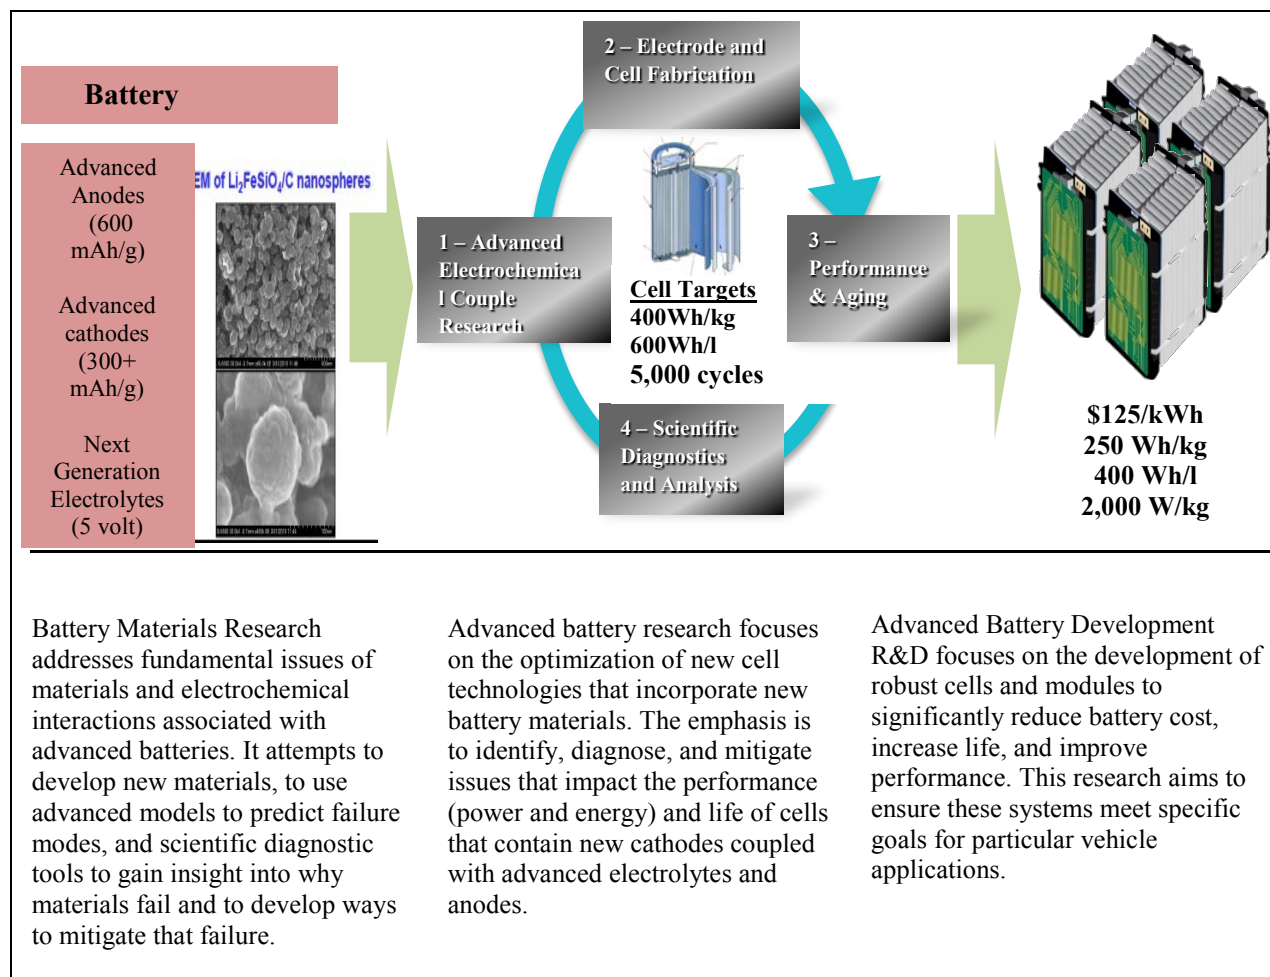 Battery
Advanced
Anodes
(600
mAh/g)
Advanced
cathodes
(300+
mAh/g)
Next
Generation
Electrolytes
(5 volt)
EM of Li₂FeSiO₄/C nanospheres
1 – Advanced
Electrochemica
l Couple
Research
2 – Electrode and
Cell Fabrication
3 –
Performance
& Aging
4 – Scientific
Diagnostics
and Analysis
Cell Targets
400Wh/kg
600Wh/l
5,000 cycles
$125/kWh
250 Wh/kg
400 Wh/l
2,000 W/kg
Battery Materials Research
addresses fundamental issues of
materials and electrochemical
interactions associated with
advanced batteries. It attempts to
develop new materials, to use
advanced models to predict failure
modes, and scientific diagnostic
tools to gain insight into why
materials fail and to develop ways
to mitigate that failure.
Advanced battery research focuses
on the optimization of new cell
technologies that incorporate new
battery materials. The emphasis is
to identify, diagnose, and mitigate
issues that impact the performance
(power and energy) and life of cells
that contain new cathodes coupled
with advanced electrolytes and
anodes.
Advanced Battery Development
R&D focuses on the development of
robust cells and modules to
significantly reduce battery cost,
increase life, and improve
performance. This research aims to
ensure these systems meet specific
goals for particular vehicle
applications.